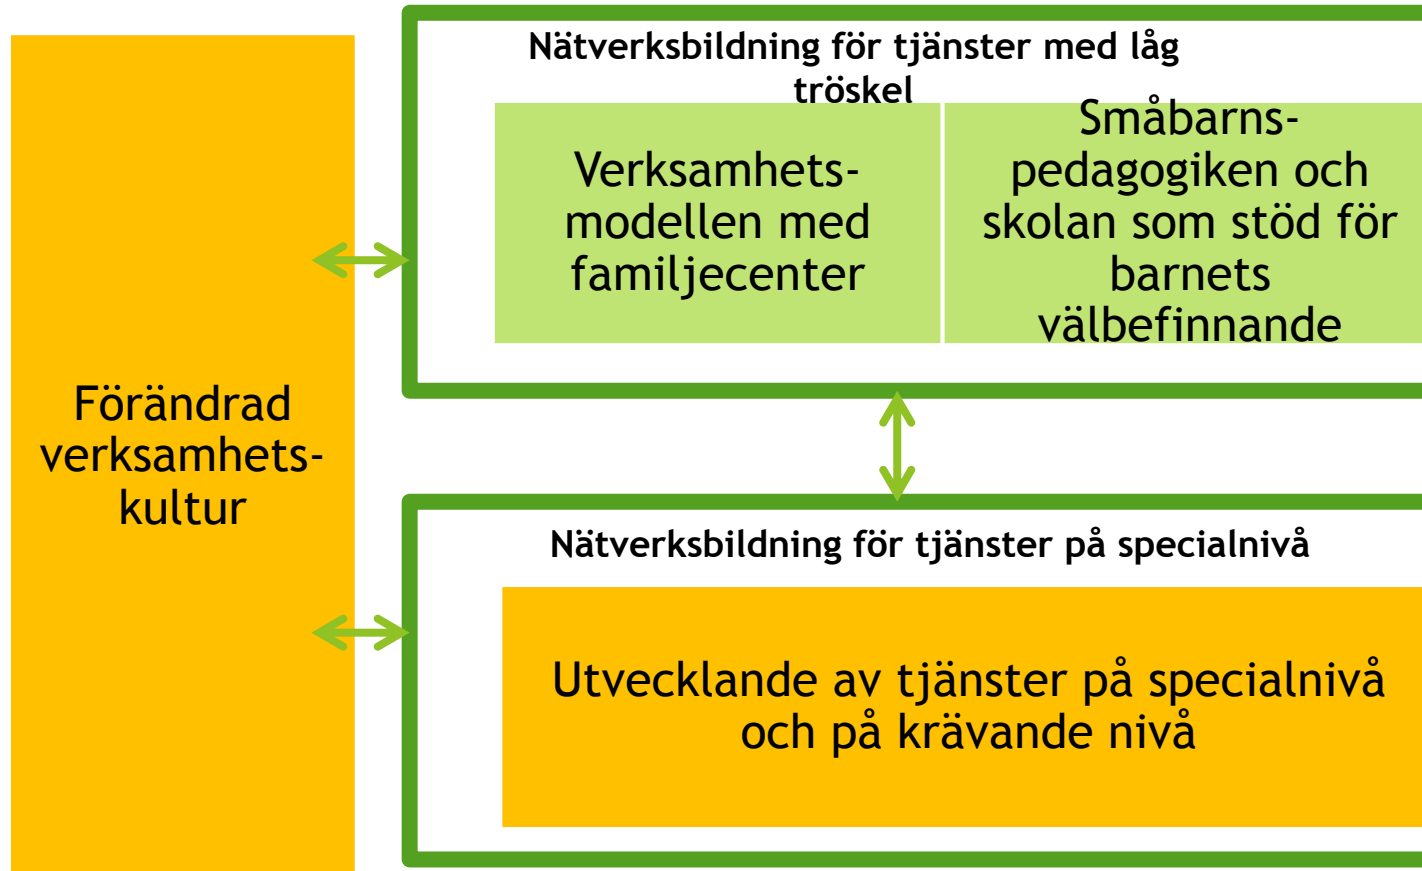 Nätverksbildning för tjänster med låg
tröskel
Verksamhets-
modellen med
familjecenter
Småbarns-
pedagogiken och
skolan som stöd för
barnets
välbefinnande
Förändrad
verksamhets-
kultur
Nätverksbildning för tjänster på specialnivå
Utvecklande av tjänster på specialnivå
och på krävande nivå